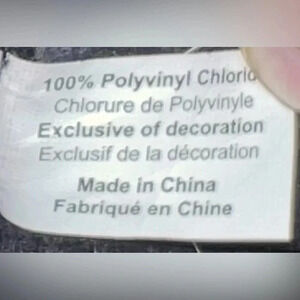 100% Polyvinyl Chlorid
Chlorure de Polyvinyle
Exclusive of decoration
Exclusif de la décoration
Made in China
Fabriqué en Chine